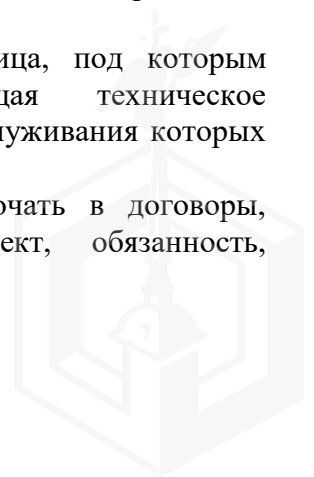 ица, под которым
щая техническое
луживания которых
очать в договоры,
ект, обязанность,